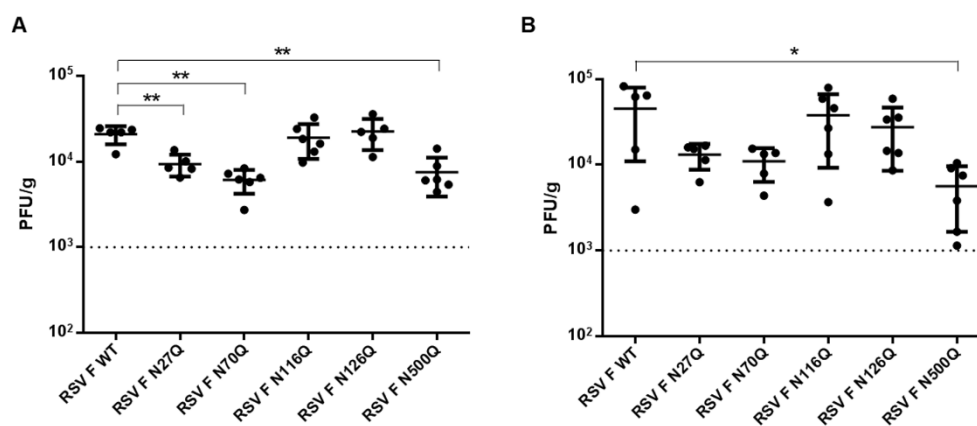 A
B
**
**
**
*
10⁵
10⁴
10³
10²
PFU/g
RSV F WT
RSV F N27Q
RSV F N70Q
RSV F N116Q
RSV F N126Q
RSV F N500Q
10⁵
10⁴
10³
10²
PFU/g
RSV F WT
RSV F N27Q
RSV F N70Q
RSV F N116Q
RSV F N126Q
RSV F N500Q